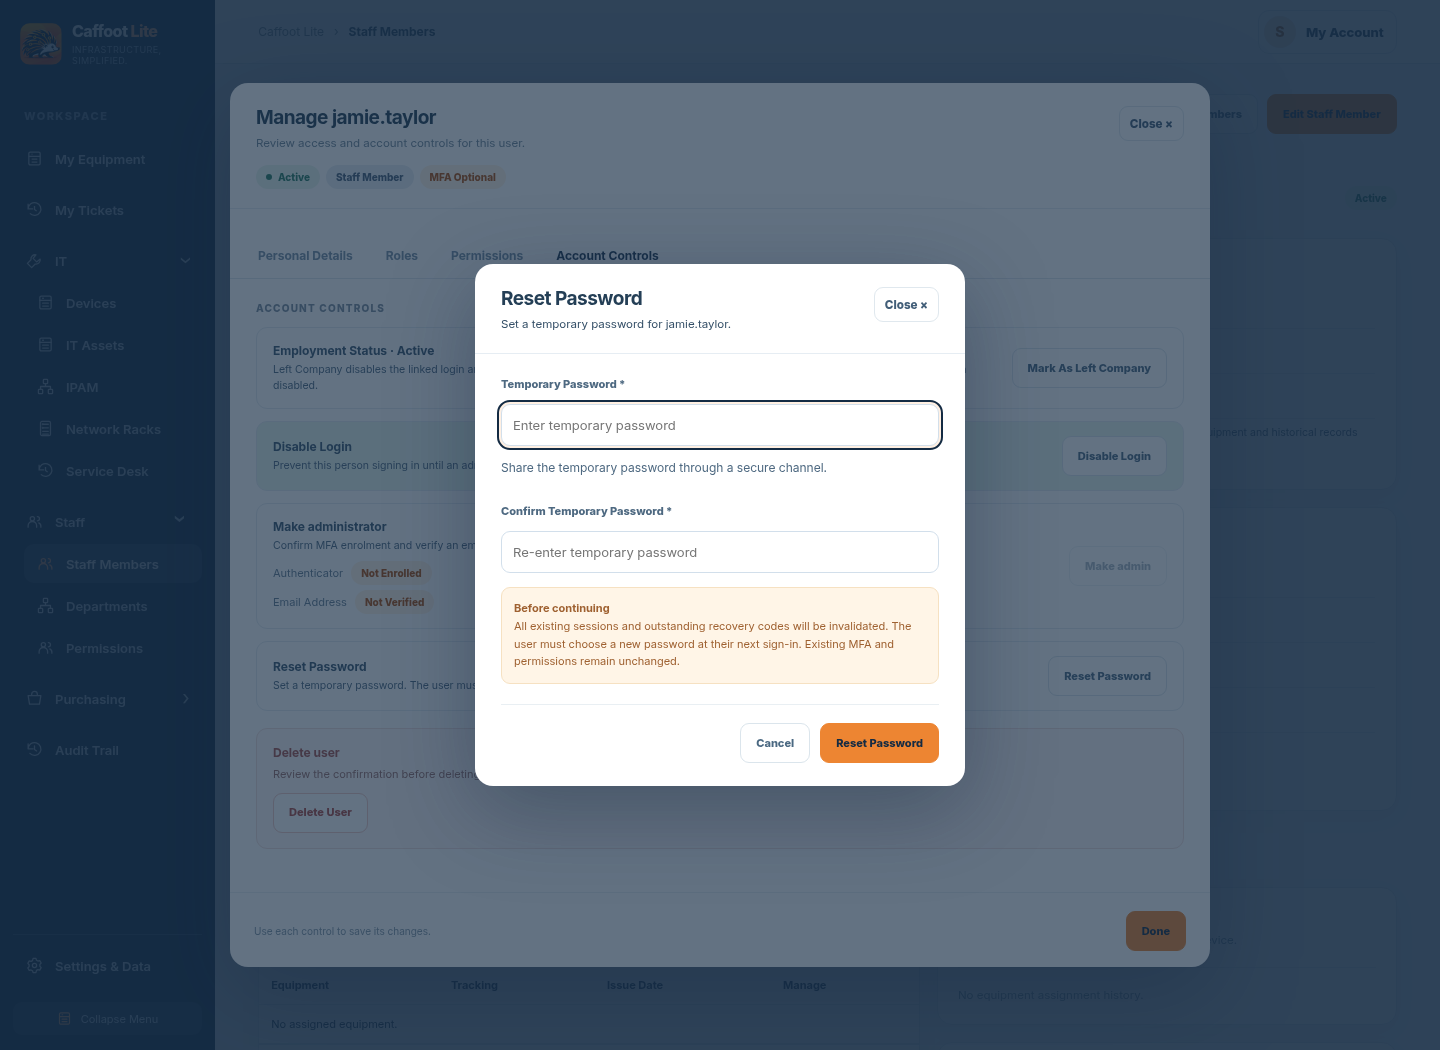 Caffoot Lite
INFRASTRUCTURE,
SIMPLIFIED.
WORKSPACE
My Equipment
My Tickets
IT
Devices
IT Assets
IPAM
Network Racks
Service Desk
Staff
Staff Members
Departments
Permissions
Purchasing
Audit Trail
Settings & Data
Collapse Menu
Caffoot Lite › Staff Members
S My Account
Edit Staff Member
Active
Manage jamie.taylor
Close ×
Review access and account controls for this user.
Active Staff Member MFA Optional
Personal Details Roles Permissions Account Controls
ACCOUNT CONTROLS
Employment Status · Active
Left Company disables the linked login
disabled.
Mark As Left Company
Disable Login
Prevent this person signing in until an
Disable Login
Make administrator
Confirm MFA enrolment and verify an
Authenticator Not Enrolled
Email Address Not Verified
Make admin
Reset Password
Set a temporary password. The user
Reset Password
Delete user
Review the confirmation before deleting
Delete User
Use each control to save its changes.
Done
Reset Password
Close ×
Set a temporary password for jamie.taylor.
Temporary Password *
Enter temporary password
Share the temporary password through a secure channel.
Confirm Temporary Password *
Re-enter temporary password
Before continuing
All existing sessions and outstanding recovery codes will be invalidated. The
user must choose a new password at their next sign-in. Existing MFA and
permissions remain unchanged.
Cancel Reset Password
and historical records
Equipment Tracking Issue Date Manage
No assigned equipment.
No equipment assignment history.